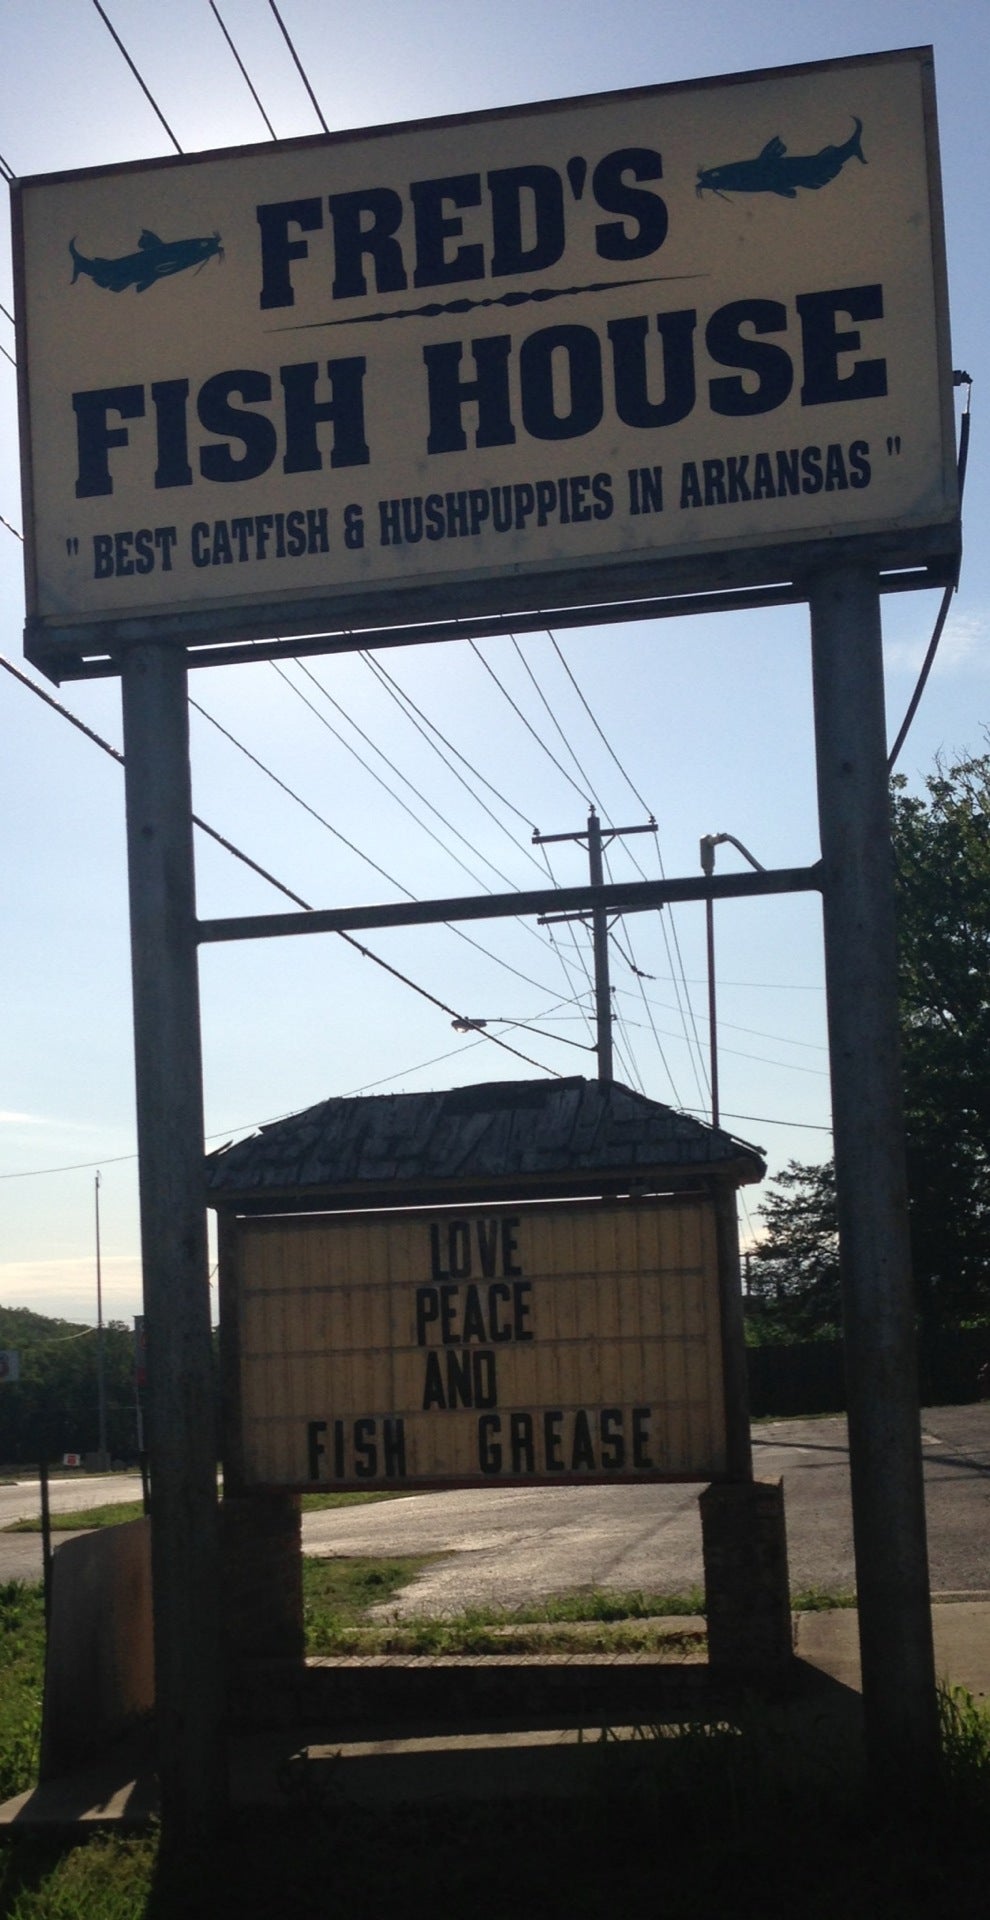 FRED'S
FISH HOUSE
" BEST CATFISH & HUSHPUPPIES IN ARKANSAS "
LOVE
PEACE
AND
FISH GREASE